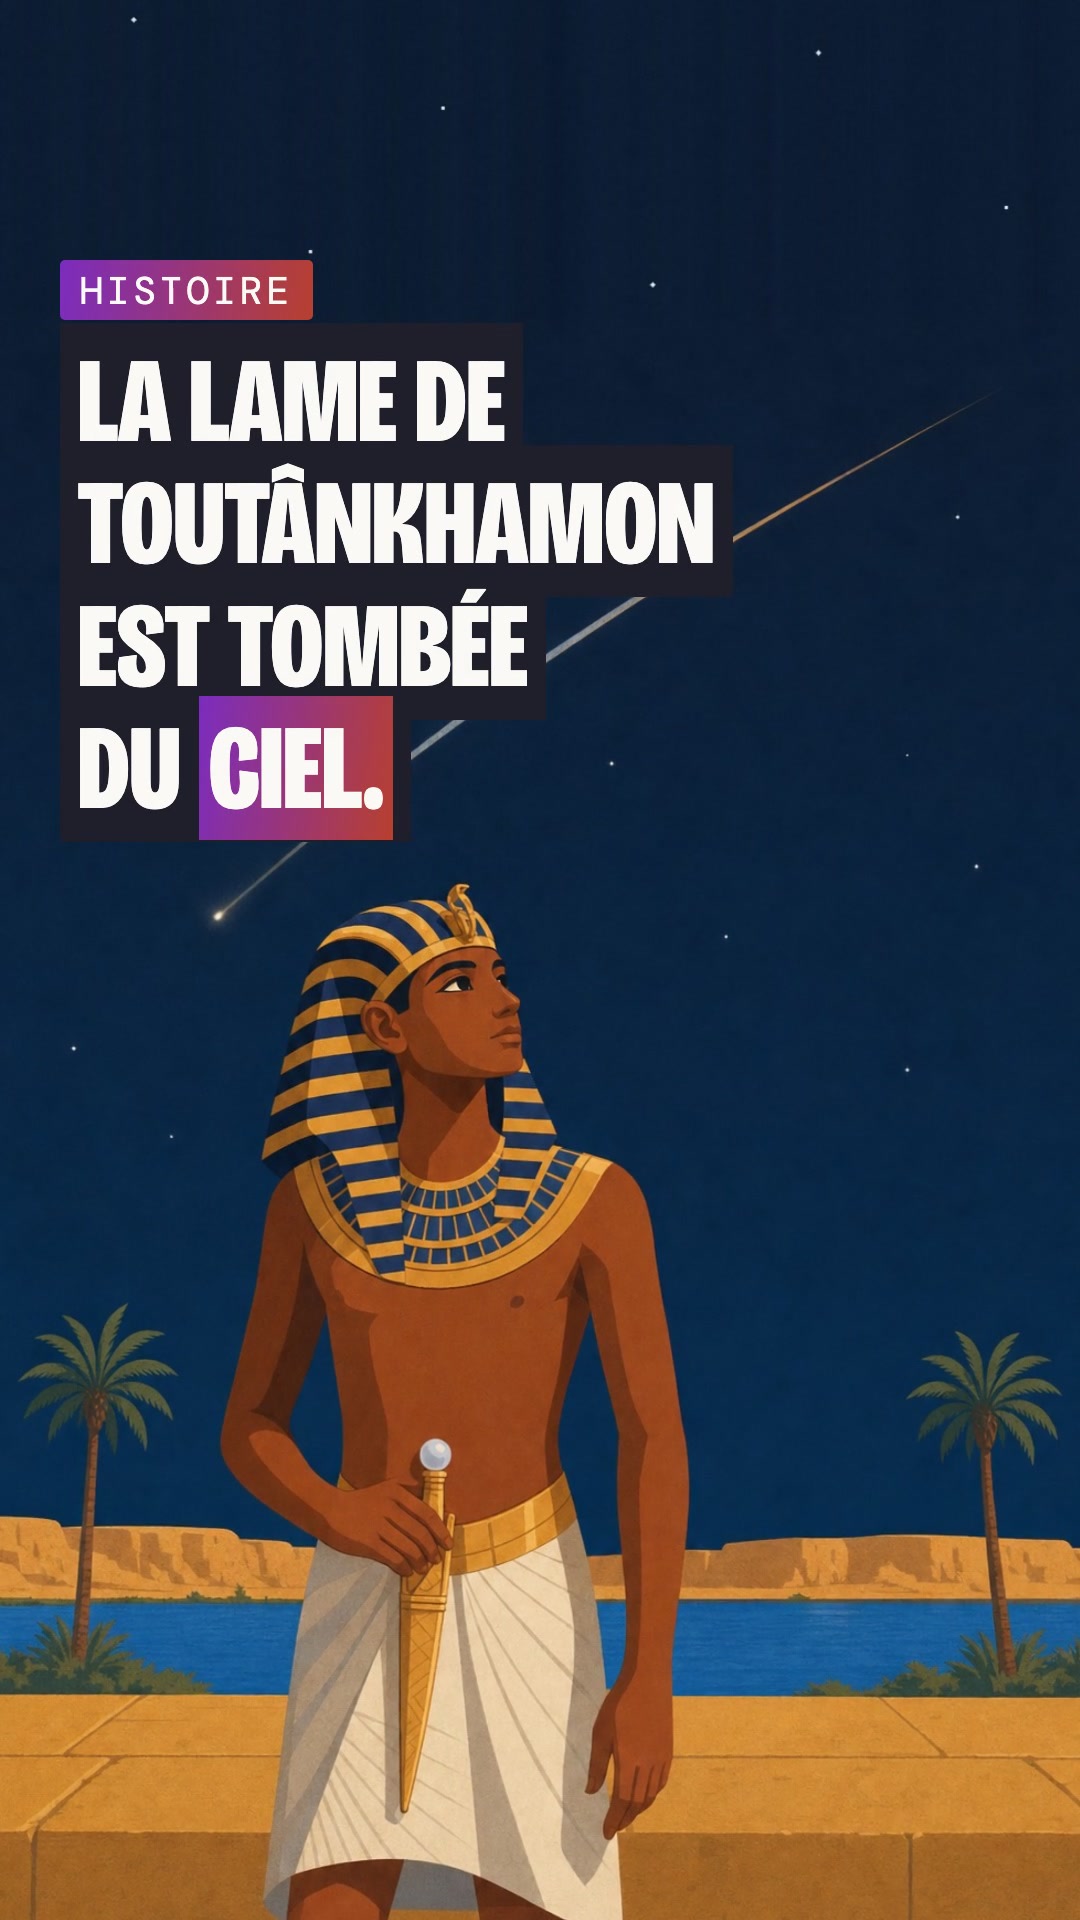 HISTOIRE
LA LAME DE
TOUTÂNKHAMON
EST TOMBÉE
DU CIEL.